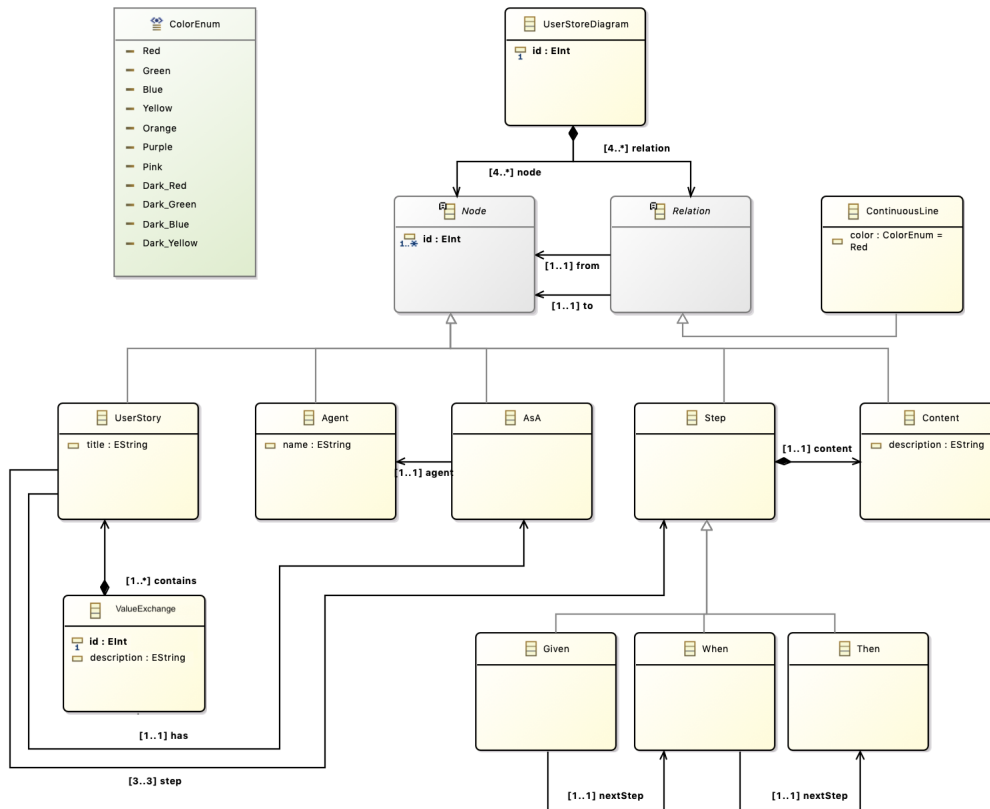 ColorEnum
Red
Green
Blue
Yellow
Orange
Purple
Pink
Dark_Red
Dark_Green
Dark_Blue
Dark_Yellow
UserStoreDiagram
1
id : EInt
[4..*] relation
[4..*] node
Node
1..*
id : EInt
Relation
[1..1] from
[1..1] to
ContinuousLine
color : ColorEnum =
Red
UserStory
title : EString
Agent
name : EString
AsA
[1..1] agent
Step
[1..1] content
Content
description : EString
[1..*] contains
ValueExchange
1
id : EInt
description : EString
Given
When
Then
[1..1] has
[3..3] step
[1..1] nextStep
[1..1] nextStep